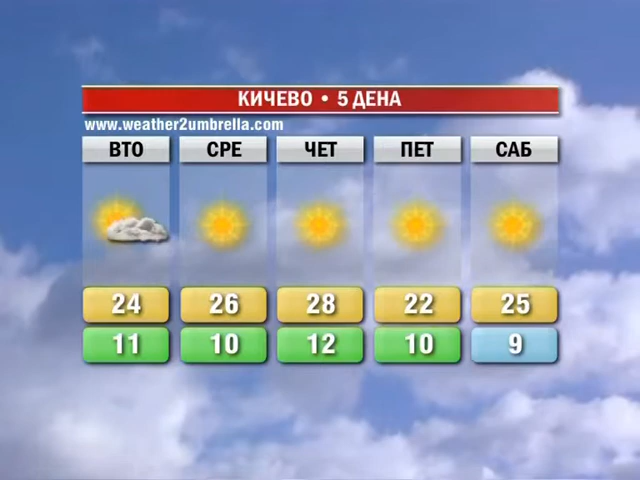 КИЧЕВО • 5 ДЕНА
www.weather2umbrella.com
ВТО СРЕ ЧЕТ ПЕТ САБ
24 26 28 22 25
11 10 12 10 9